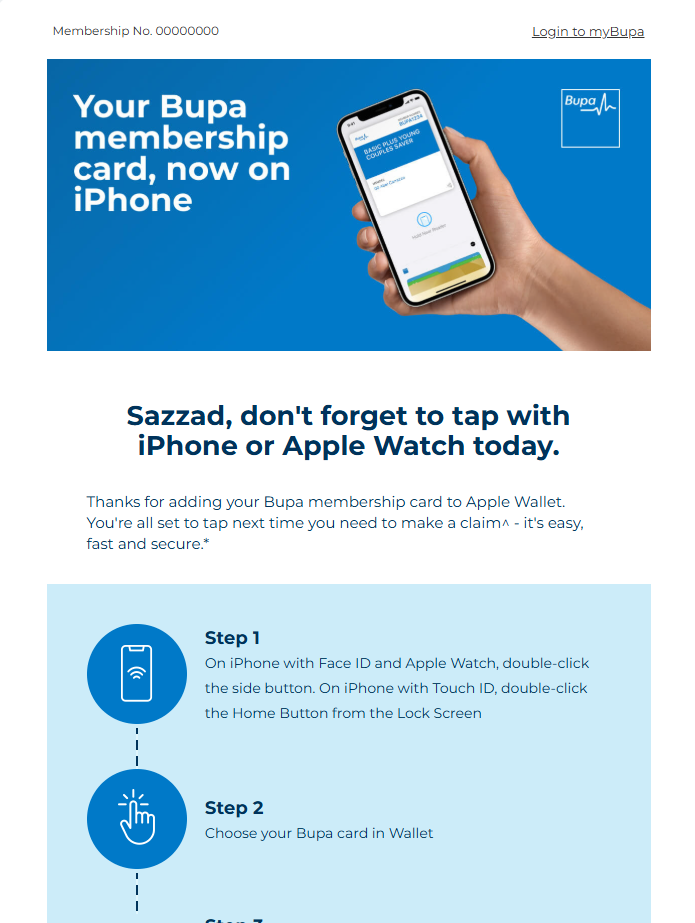 Membership No. 00000000
Login to myBupa
Your Bupa
membership
card, now on
iPhone
Bupa
9:41
BUPA1234
BASIC PLUS YOUNG
COUPLES SAVER
Hold Near Reader
Sazzad, don't forget to tap with
iPhone or Apple Watch today.
Thanks for adding your Bupa membership card to Apple Wallet.
You're all set to tap next time you need to make a claim^ - it's easy,
fast and secure.*
Step 1
On iPhone with Face ID and Apple Watch, double-click
the side button. On iPhone with Touch ID, double-click
the Home Button from the Lock Screen
Step 2
Choose your Bupa card in Wallet